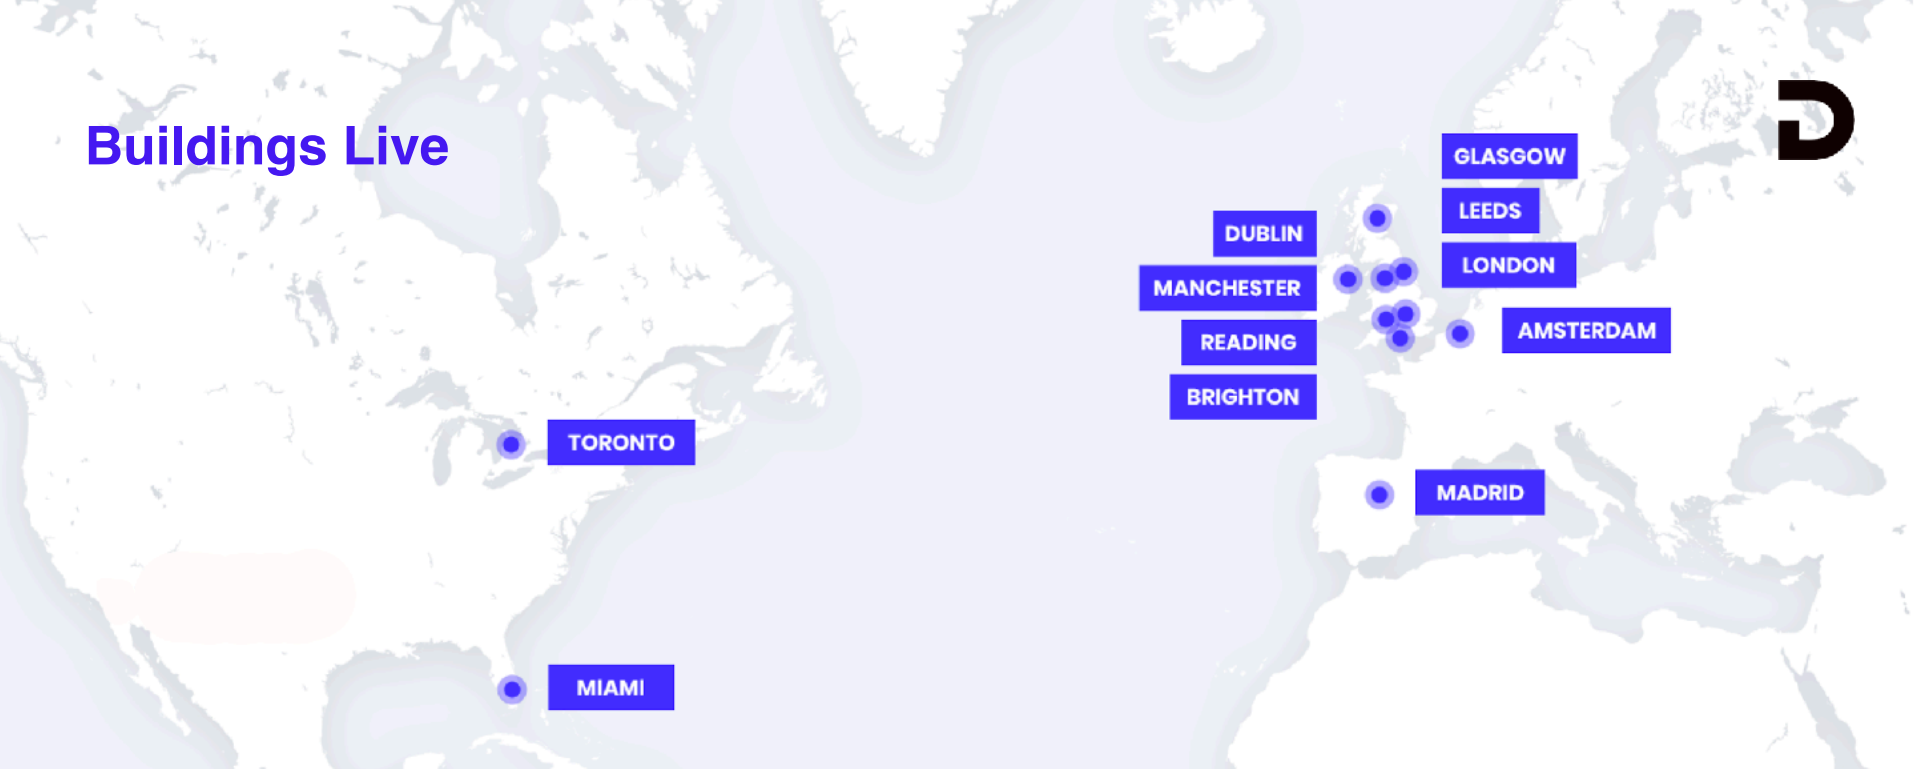 Buildings Live
GLASGOW
LEEDS
LONDON
DUBLIN
MANCHESTER
READING
BRIGHTON
AMSTERDAM
TORONTO
MADRID
MIAMI
D